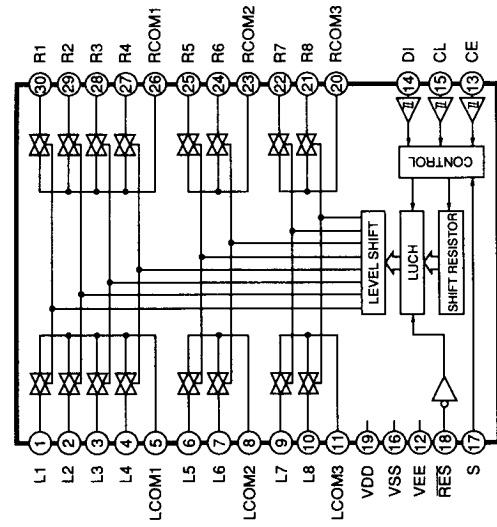 R1
R2
R3
R4
RCOM1
R5
R6
RCOM2
R7
R8
RCOM3
DI
CL
CE
30
29
28
27
26
25
24
23
22
21
20
14
15
13
CONTROL
LEVEL SHIFT
LUCH
SHIFT RESISTOR
1
2
3
4
5
6
7
8
9
10
11
19
16
12
18
17
L1
L2
L3
L4
LCOM1
L5
L6
LCOM2
L7
L8
LCOM3
VDD
VSS
VEE
RES
S